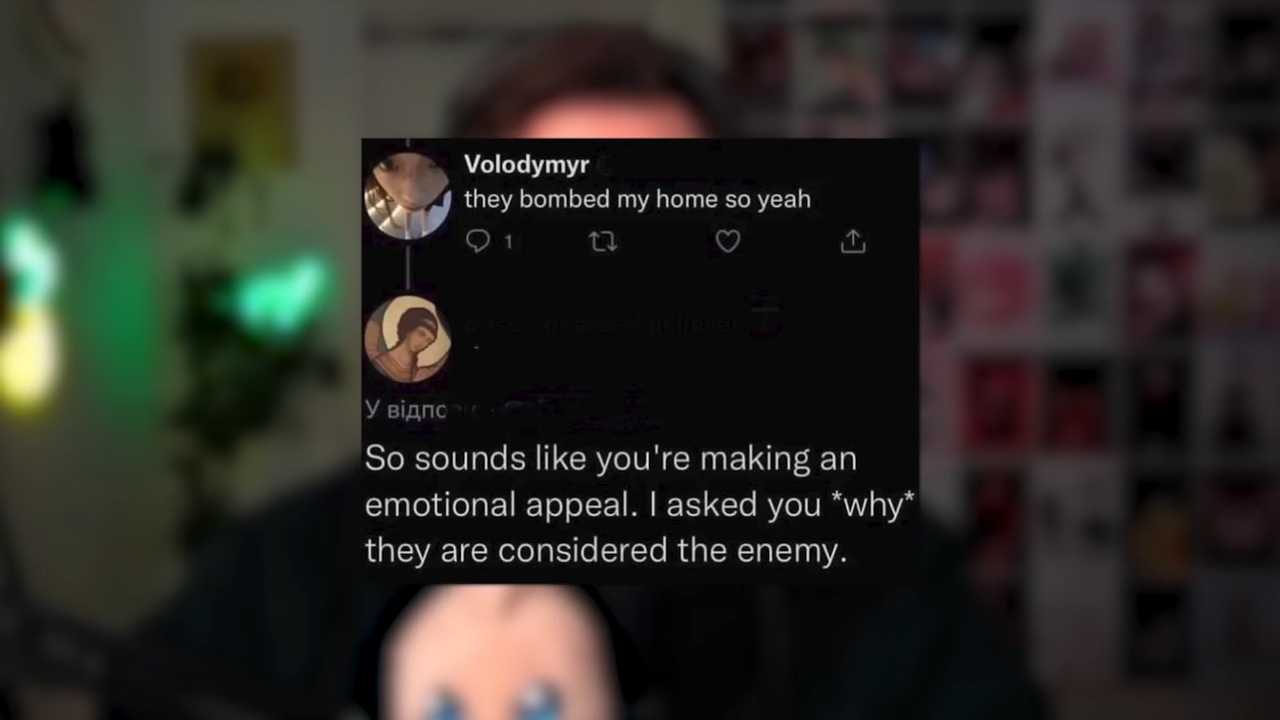 Volodymyr
they bombed my home so yeah
1
У відпо
So sounds like you're making an
emotional appeal. I asked you *why*
they are considered the enemy.